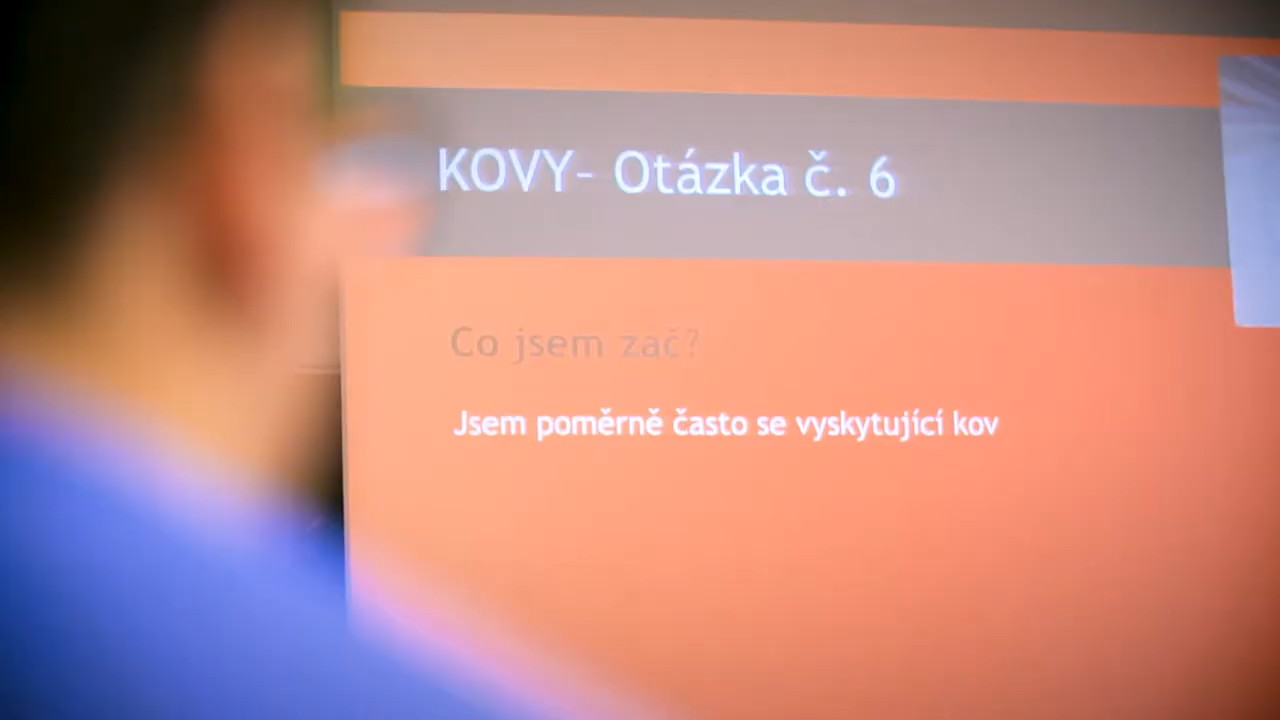 KOVY- Otázka č. 6
Co jsem zač?
Jsem poměrně často se vyskytující kov